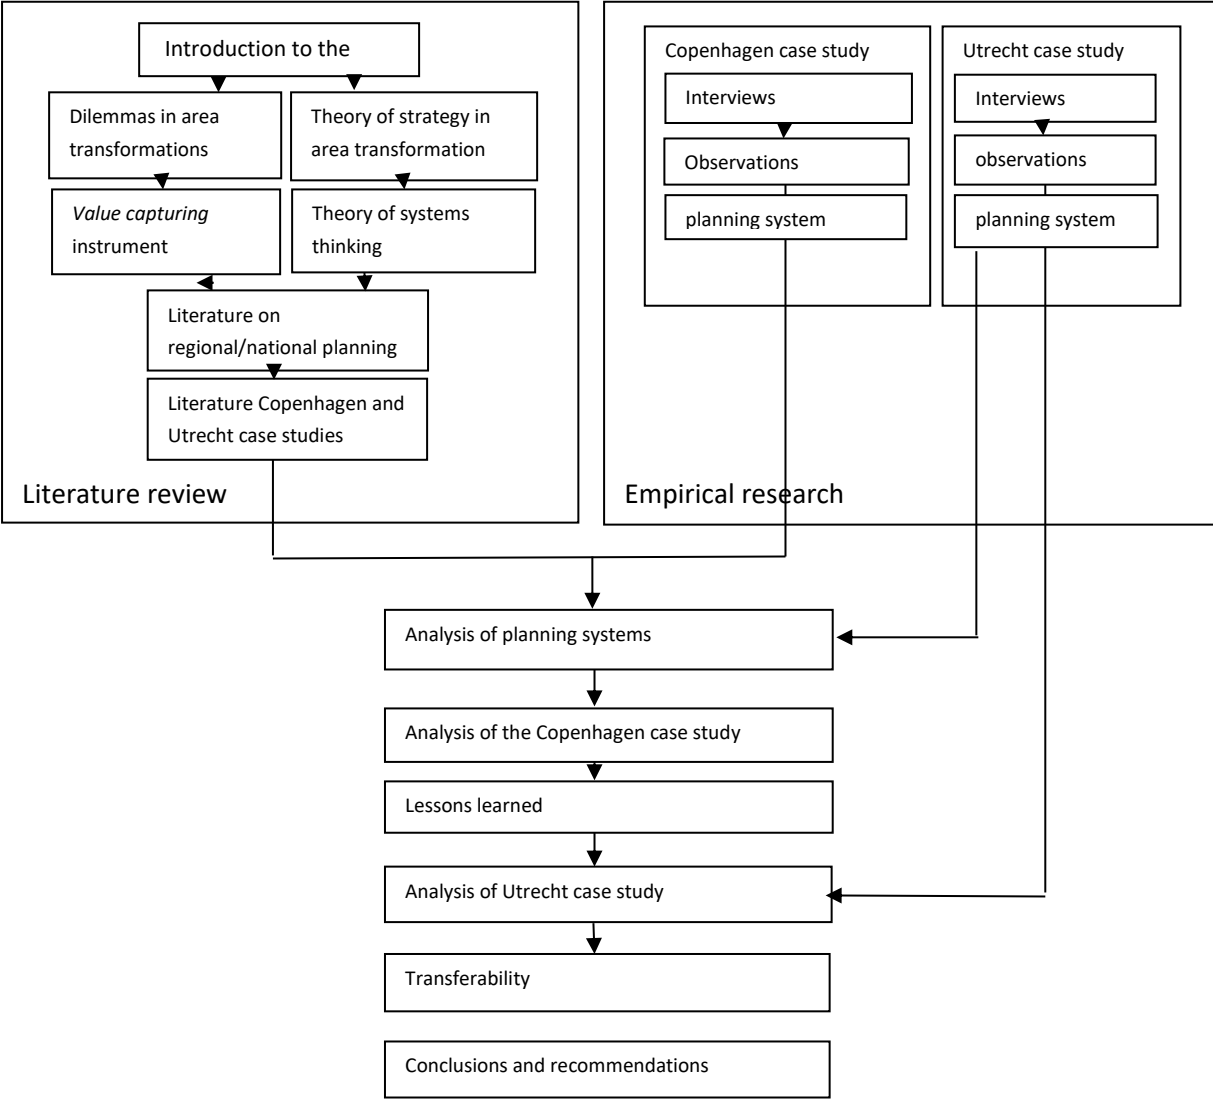 Introduction to the
Dilemmas in area
transformations
Theory of strategy in
area transformation
Value capturing
instrument
Theory of systems
thinking
Literature on
regional/national planning
Literature Copenhagen and
Utrecht case studies
Literature review
Copenhagen case study
Interviews
Observations
planning system
Utrecht case study
Interviews
observations
planning system
Empirical research
Analysis of planning systems
Analysis of the Copenhagen case study
Lessons learned
Analysis of Utrecht case study
Transferability
Conclusions and recommendations